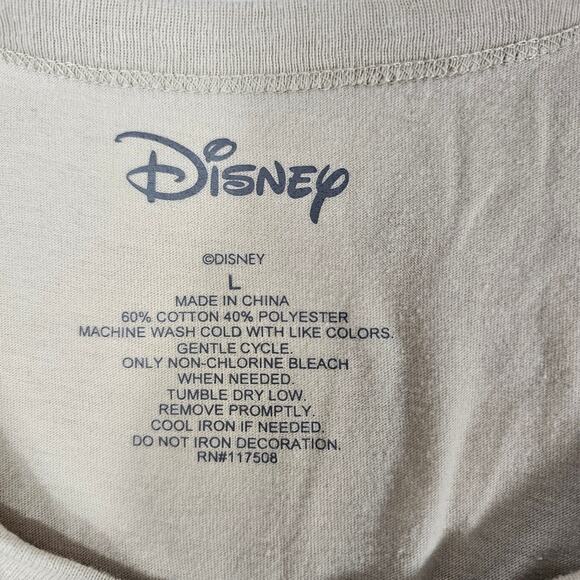 Disney
©DISNEY
L
MADE IN CHINA
60% COTTON 40% POLYESTER
MACHINE WASH COLD WITH LIKE COLORS.
GENTLE CYCLE.
ONLY NON-CHLORINE BLEACH
WHEN NEEDED.
TUMBLE DRY LOW.
REMOVE PROMPTLY.
COOL IRON IF NEEDED.
DO NOT IRON DECORATION.
RN#117508